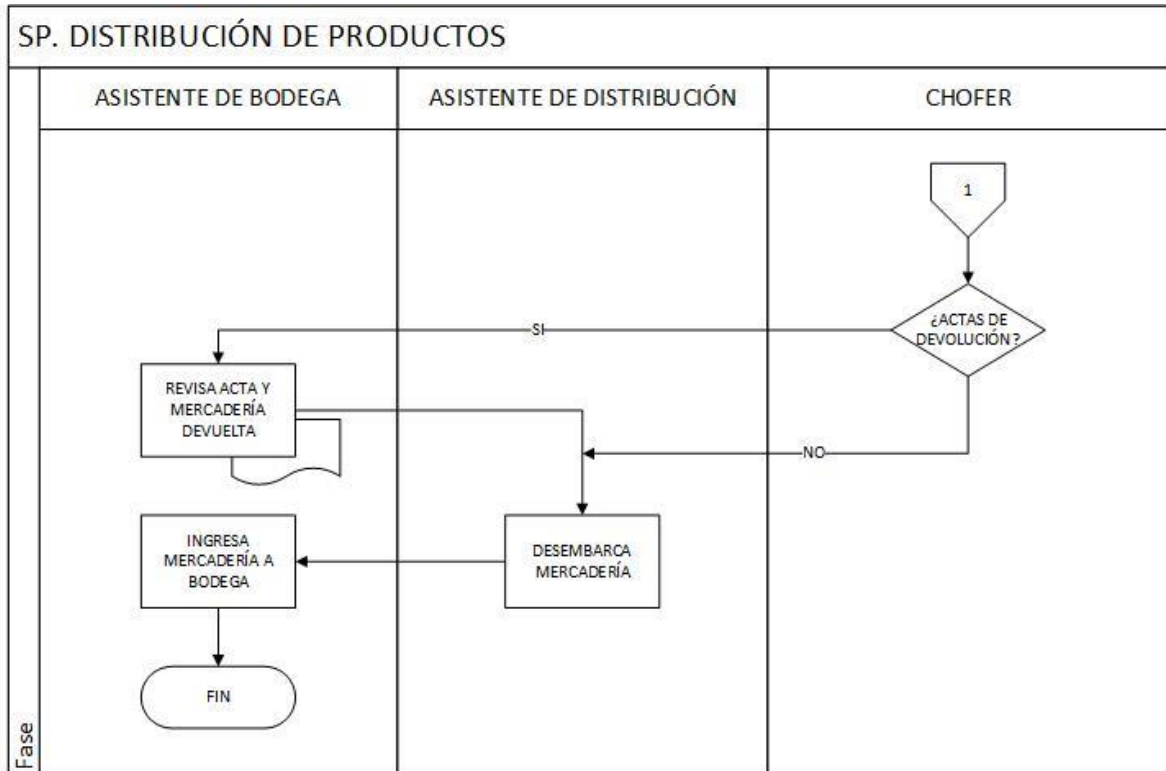 SP. DISTRIBUCIÓN DE PRODUCTOS
ASISTENTE DE BODEGA
ASISTENTE DE DISTRIBUCIÓN
CHOFER
1
¿ACTAS DE
DEVOLUCIÓN?
SI
REVISA ACTA Y
MERCADERÍA
DEVUELTA
NO
INGRESA
MERCADERÍA A
BODEGA
DESEMBARCA
MERCADERÍA
FIN
Fase